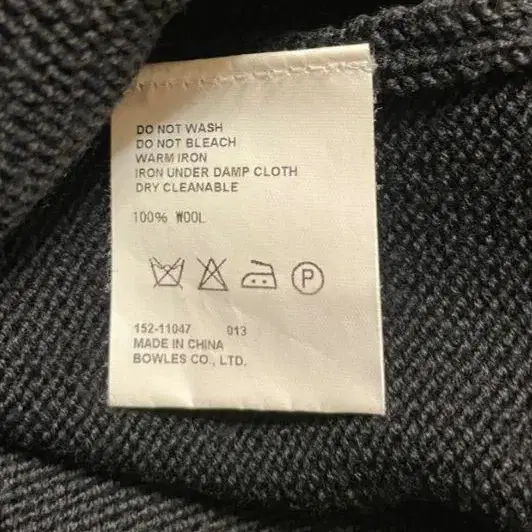 DO NOT WASH
DO NOT BLEACH
WARM IRON
IRON UNDER DAMP CLOTH
DRY CLEANABLE
100% WOOL
P
152-11047 013
MADE IN CHINA
BOWLES CO., LTD.